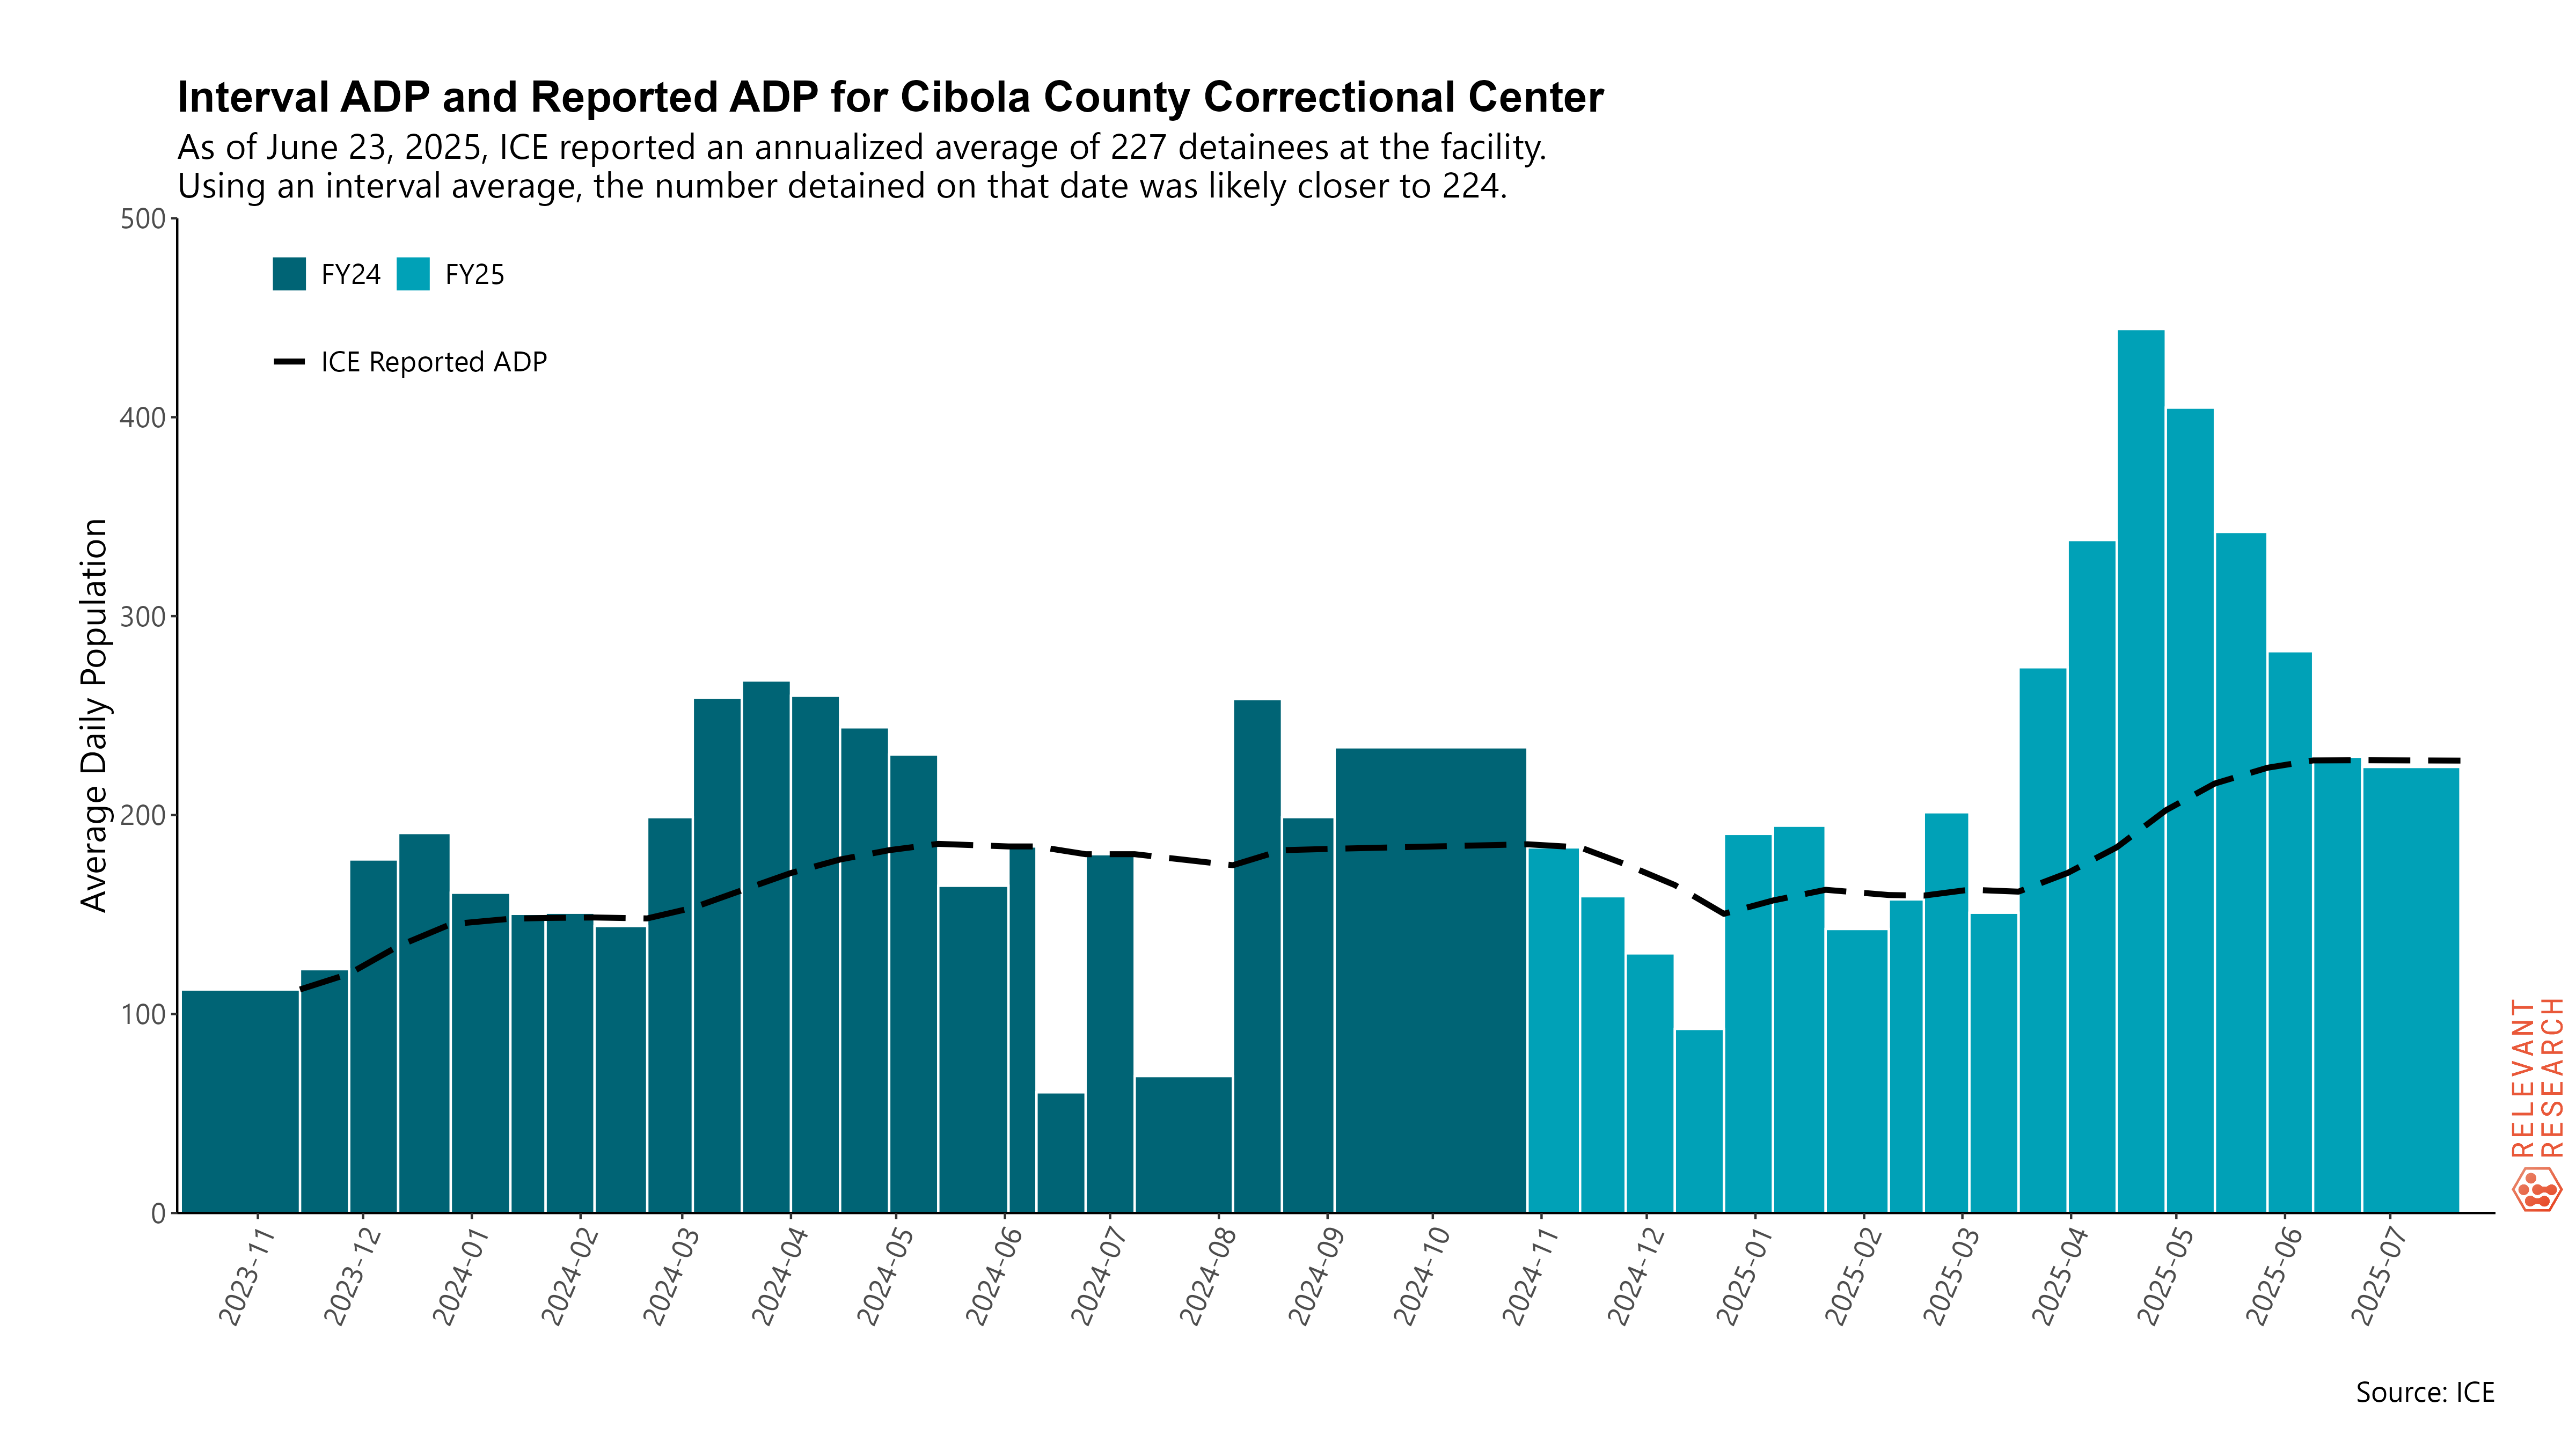 Interval ADP and Reported ADP for Cibola County Correctional Center
As of June 23, 2025, ICE reported an annualized average of 227 detainees at the facility.
Using an interval average, the number detained on that date was likely closer to 224.
500
400
300
200
100
0
Average Daily Population
FY24
FY25
ICE Reported ADP
2023-11
2023-12
2024-01
2024-02
2024-03
2024-04
2024-05
2024-06
2024-07
2024-08
2024-09
2024-10
2024-11
2024-12
2025-01
2025-02
2025-03
2025-04
2025-05
2025-06
2025-07
RELEVANT
RESEARCH
Source: ICE